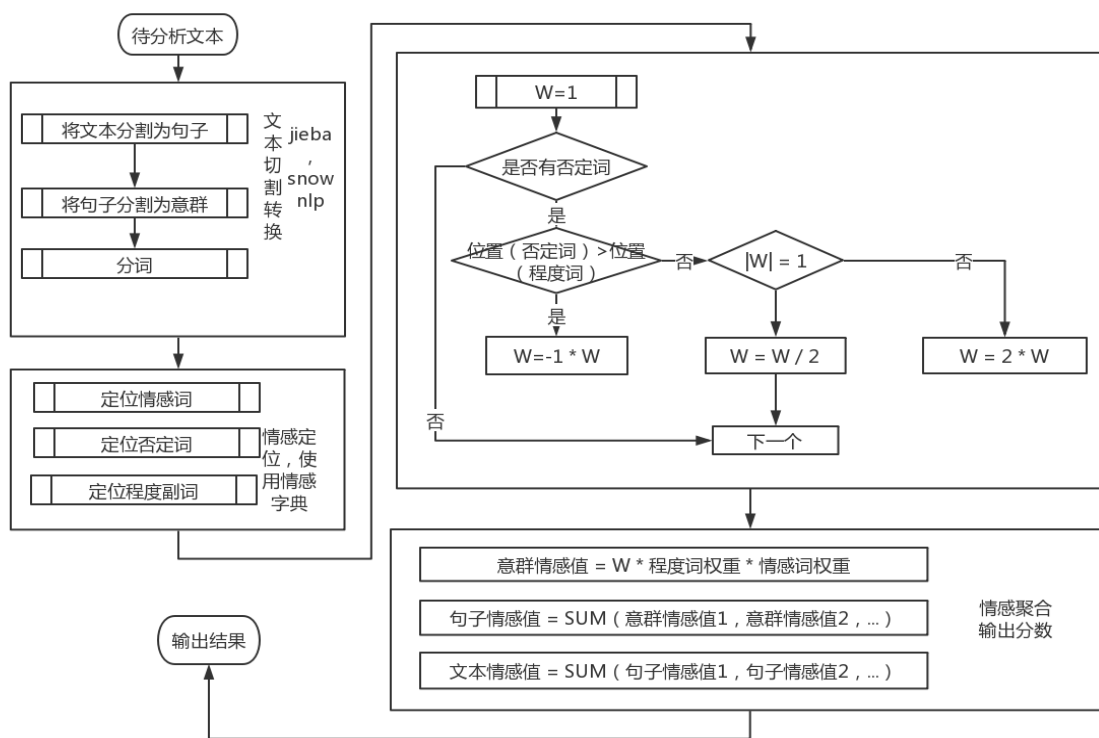 待分析文本
将文本分割为句子
将句子分割为意群
分词
文
本
切
割
转
换
jieba
,
snow
nlp
定位情感词
定位否定词
定位程度副词
情感定
位，使
用情感
字典
W=1
是否有否定词
是
位置（否定词）>位置
（程度词）
否
|W| = 1
否
是
W=-1 * W
W = W / 2
W = 2 * W
否
下一个
意群情感值 = W * 程度词权重 * 情感词权重
句子情感值 = SUM（意群情感值1，意群情感值2，...）
文本情感值 = SUM（句子情感值1，句子情感值2，...）
情感聚合
输出分数
输出结果